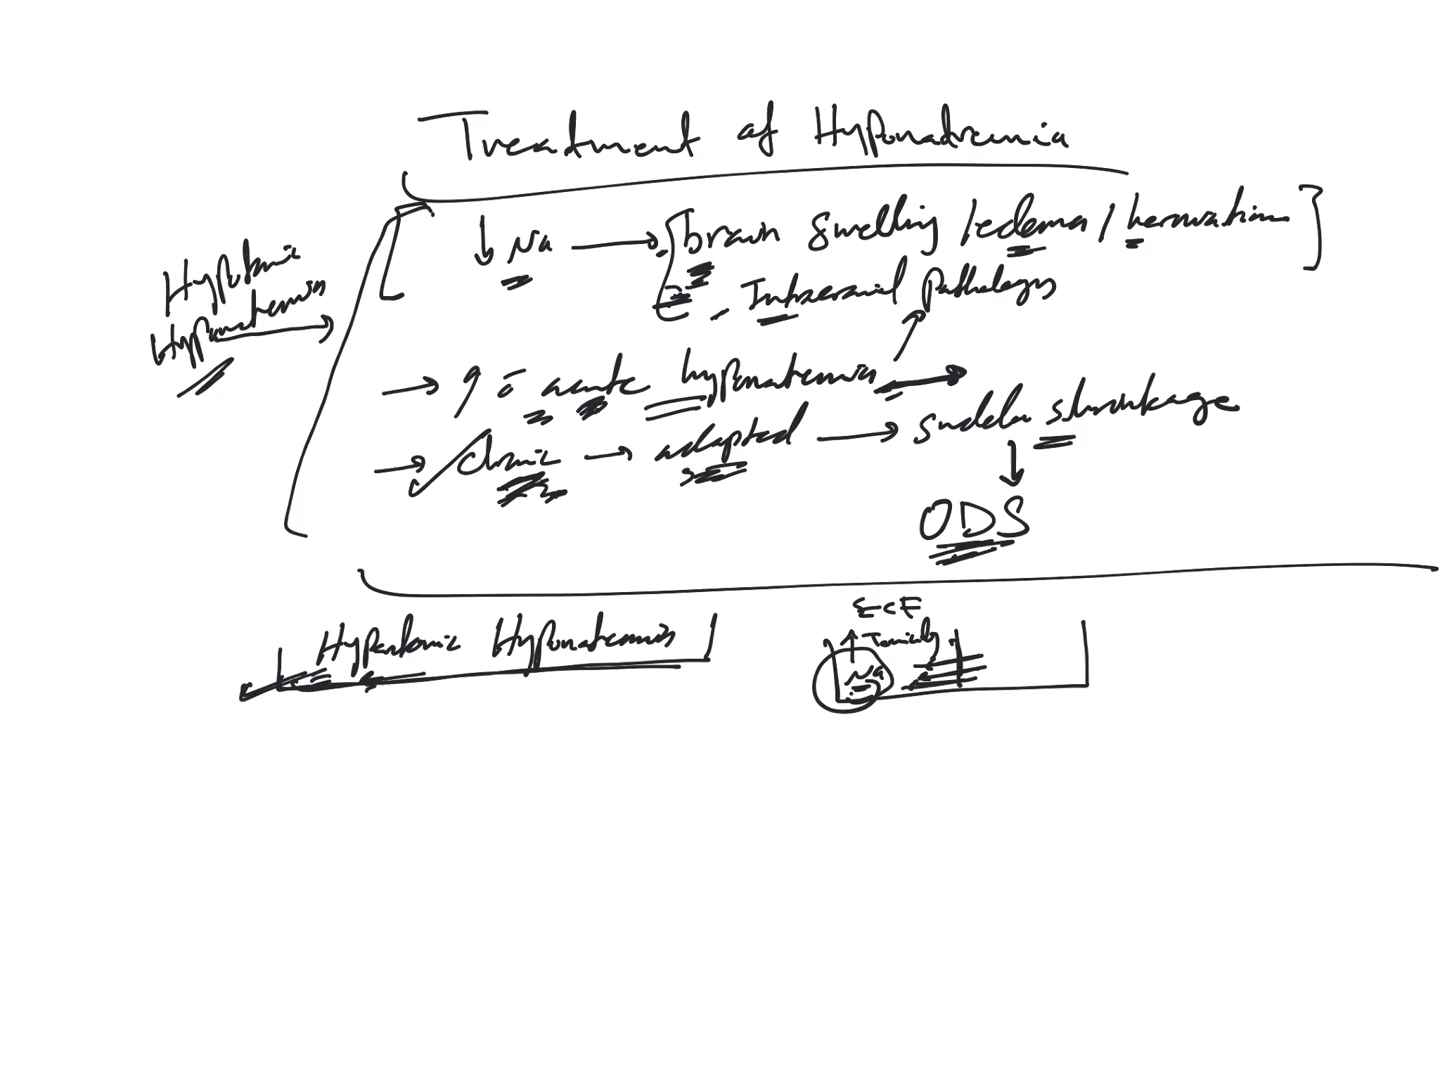 Treatment of Hyponatremia
↓ Na → brain swelling / edema / herniation
Intracranial Pathology
Hypotonic
Hyponatremia →
→ acute hyponatremia
→ chronic → adapted → sudden shrinkage
↓
ODS
Hypertonic Hyponatremia
ECF
↑ Tonicity
Na